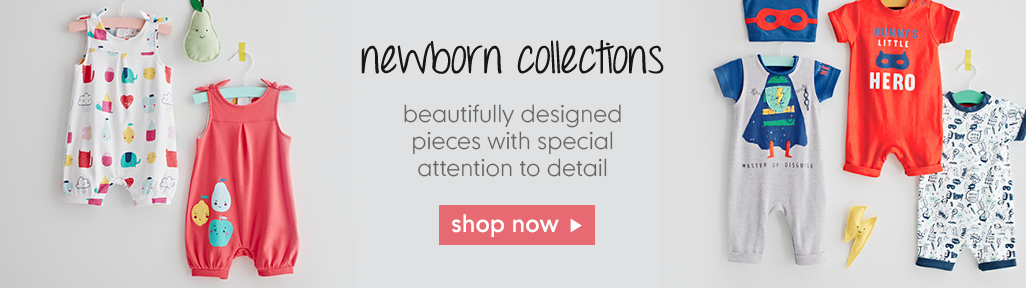 newborn collections
beautifully designed
pieces with special
attention to detail
shop now
MUMMY'S
LITTLE
HERO
MASTER OF DISGUISE